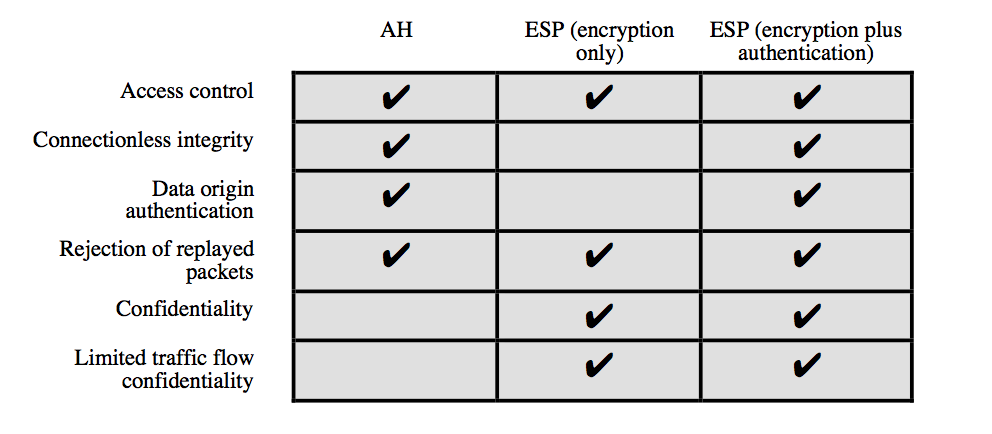 AH ESP (encryption only) ESP (encryption plus authentication)
Access control ✔ ✔ ✔
Connectionless integrity ✔ ✔
Data origin
authentication ✔ ✔
Rejection of replayed
packets ✔ ✔ ✔
Confidentiality ✔ ✔
Limited traffic flow
confidentiality ✔ ✔